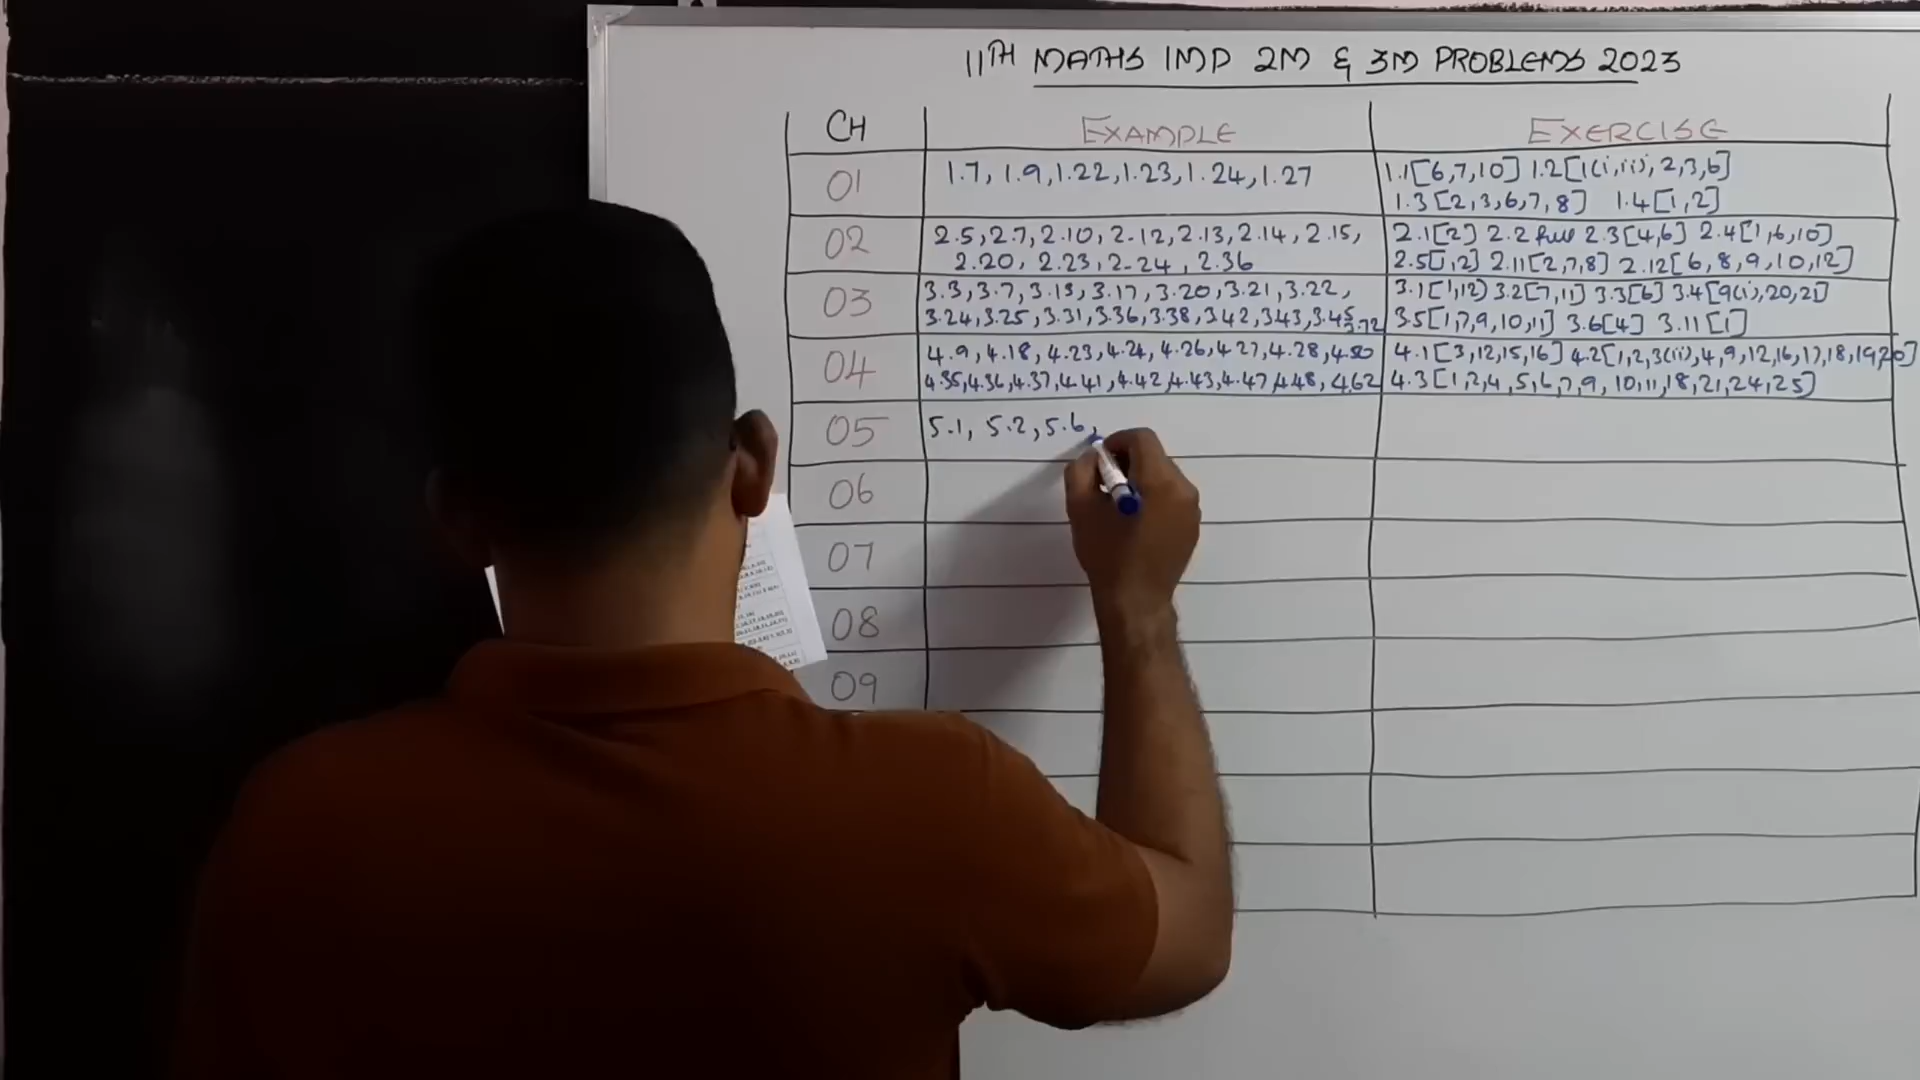 11TH MATHS IMP 2M & 3M PROBLEMS 2023
CH EXAMPLE EXERCISE
01 1.7, 1.9, 1.22, 1.23, 1.24, 1.27 1.1[6,7,10] 1.2[1(i,ii), 2,3,6]
1.3[2,3,6,7,8] 1.4[1,2]
02 2.5, 2.7, 2.10, 2.12, 2.13, 2.14, 2.15, 2.1[2] 2.2 full 2.3[4,6] 2.4[1,6,10]
2.20, 2.23, 2.24, 2.36 2.5[1,2] 2.11[2,7,8] 2.12[6,8,9,10,12]
03 3.3, 3.7, 3.13, 3.17, 3.20, 3.21, 3.22, 3.1[1,12] 3.2[7,11] 3.3[6] 3.4[9(i),20,21]
3.24, 3.25, 3.31, 3.36, 3.38, 3.42, 3.43, 3.45, 3.72 3.5[1,7,9,10,11] 3.6[4] 3.11[1]
04 4.9, 4.18, 4.23, 4.24, 4.26, 4.27, 4.28, 4.1[3,12,15,16] 4.2[1,2,3(ii),4,9,12,16,17,18,19,20]
4.35, 4.36, 4.37, 4.41, 4.42, 4.43, 4.47, 4.48, 4.62 4.3[1,2,4,5,6,7,9,10,11,18,21,24,25]
05 5.1, 5.2, 5.6,
06
07
08
09